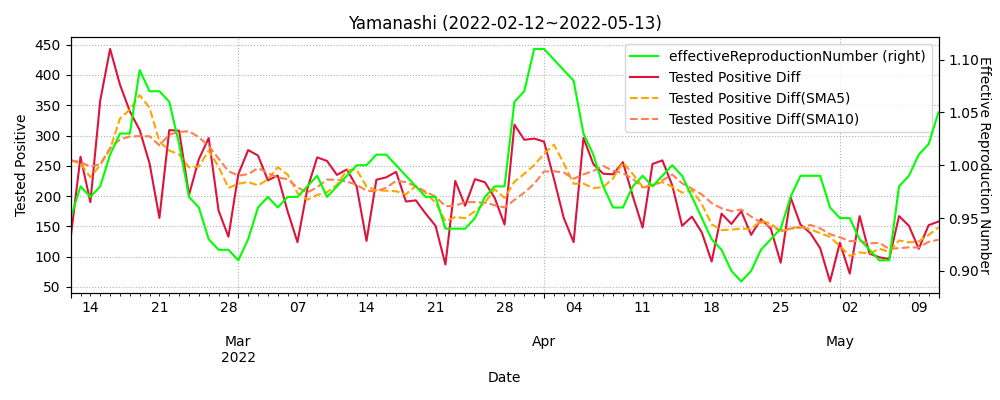 Yamanashi (2022-02-12~2022-05-13)
effectiveReproductionNumber (right)
Tested Positive Diff
Tested Positive Diff(SMA5)
Tested Positive Diff(SMA10)
Tested Positive
450
400
350
300
250
200
150
100
50
1.10
1.05
1.00
0.95
0.90
Effective Reproduction Number
14 21 28 07 14 21 28 04 11 18 25 02 09
Mar Apr May
2022
Date